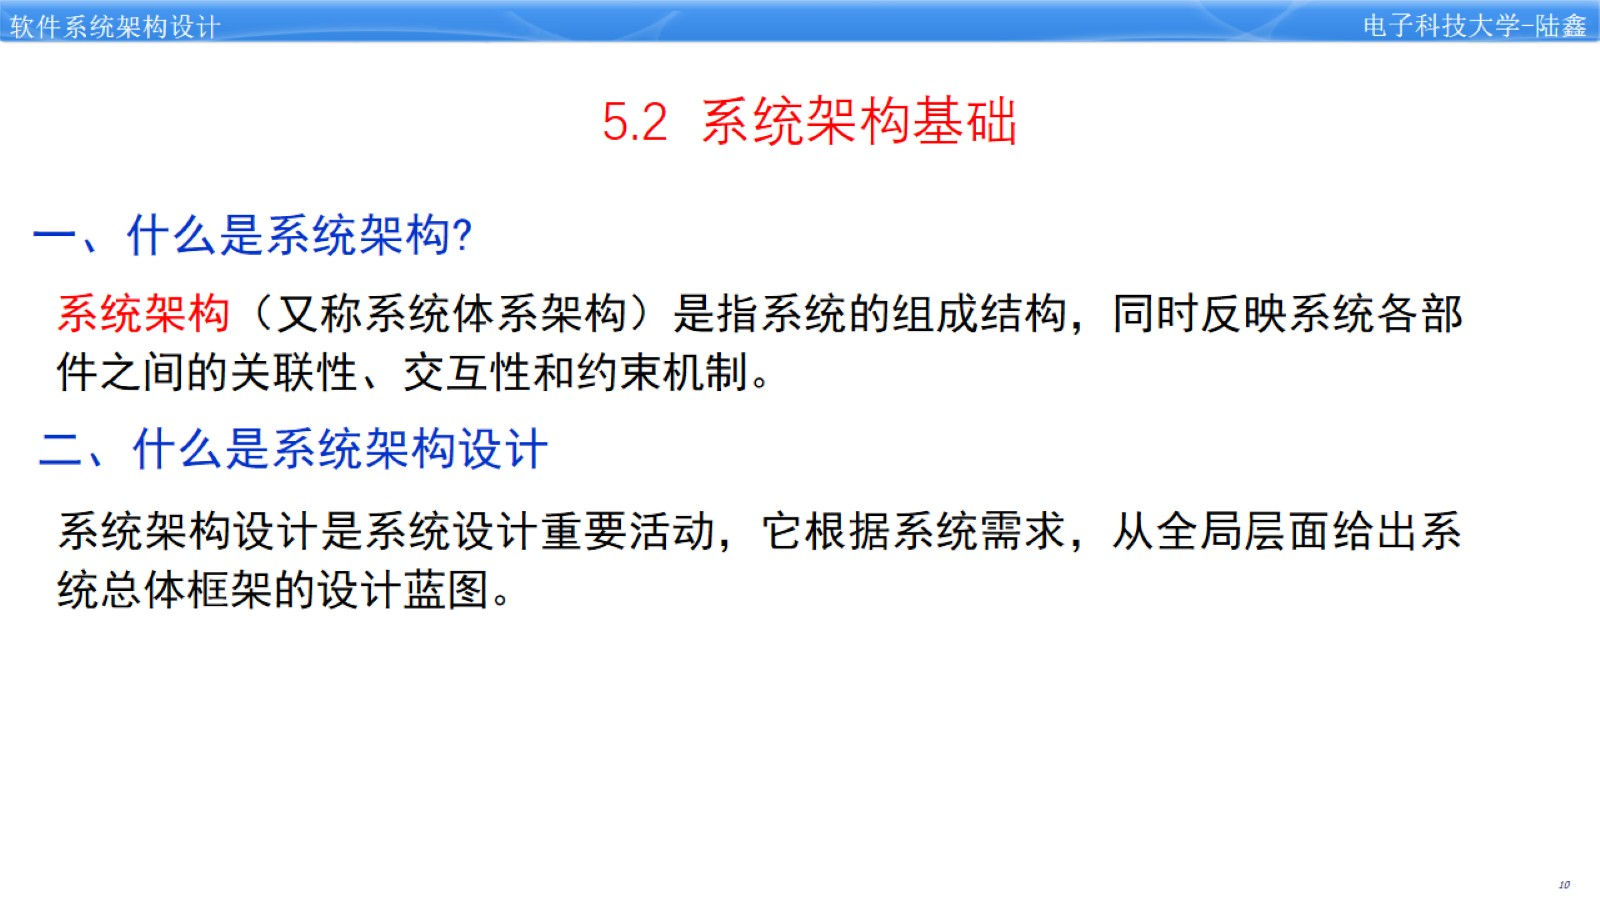 软件系统架构设计
电子科技大学-陆鑫
5.2 系统架构基础
一、什么是系统架构?
系统架构（又称系统体系架构）是指系统的组成结构，同时反映系统各部
件之间的关联性、交互性和约束机制。
二、什么是系统架构设计
系统架构设计是系统设计重要活动，它根据系统需求，从全局层面给出系
统总体框架的设计蓝图。
10